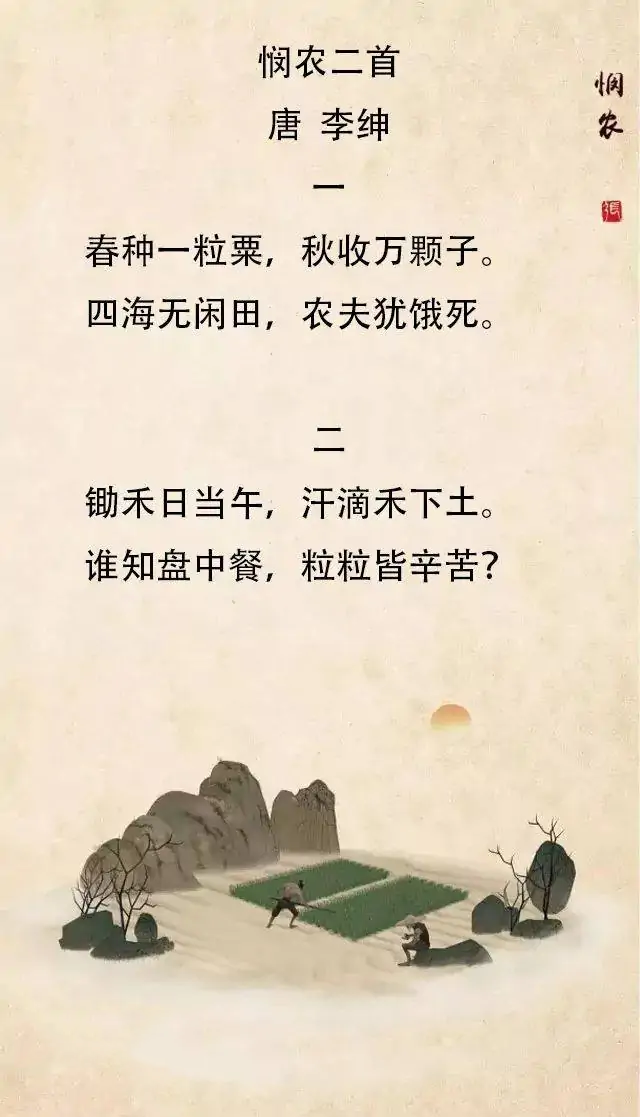 悯农二首
唐 李绅
一
春种一粒粟，秋收万颗子。
四海无闲田，农夫犹饿死。
二
锄禾日当午，汗滴禾下土。
谁知盘中餐，粒粒皆辛苦？
悯农
張